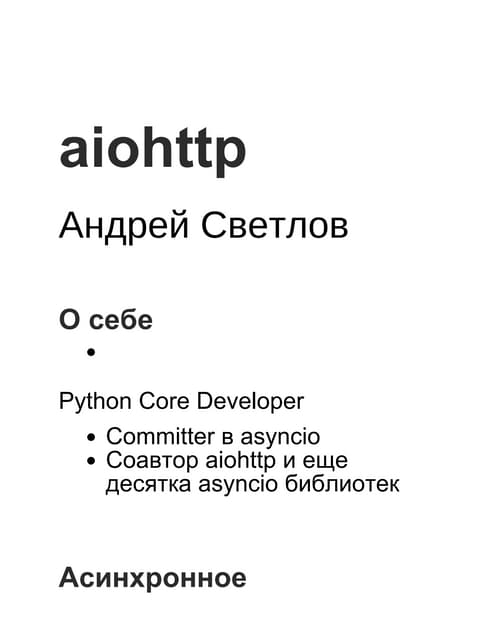 aiohttp
Андрей Светлов
О себе
•
Python Core Developer
• Committer в asyncio
• Соавтор aiohttp и еще
десятка asyncio библиотек
Асинхронное